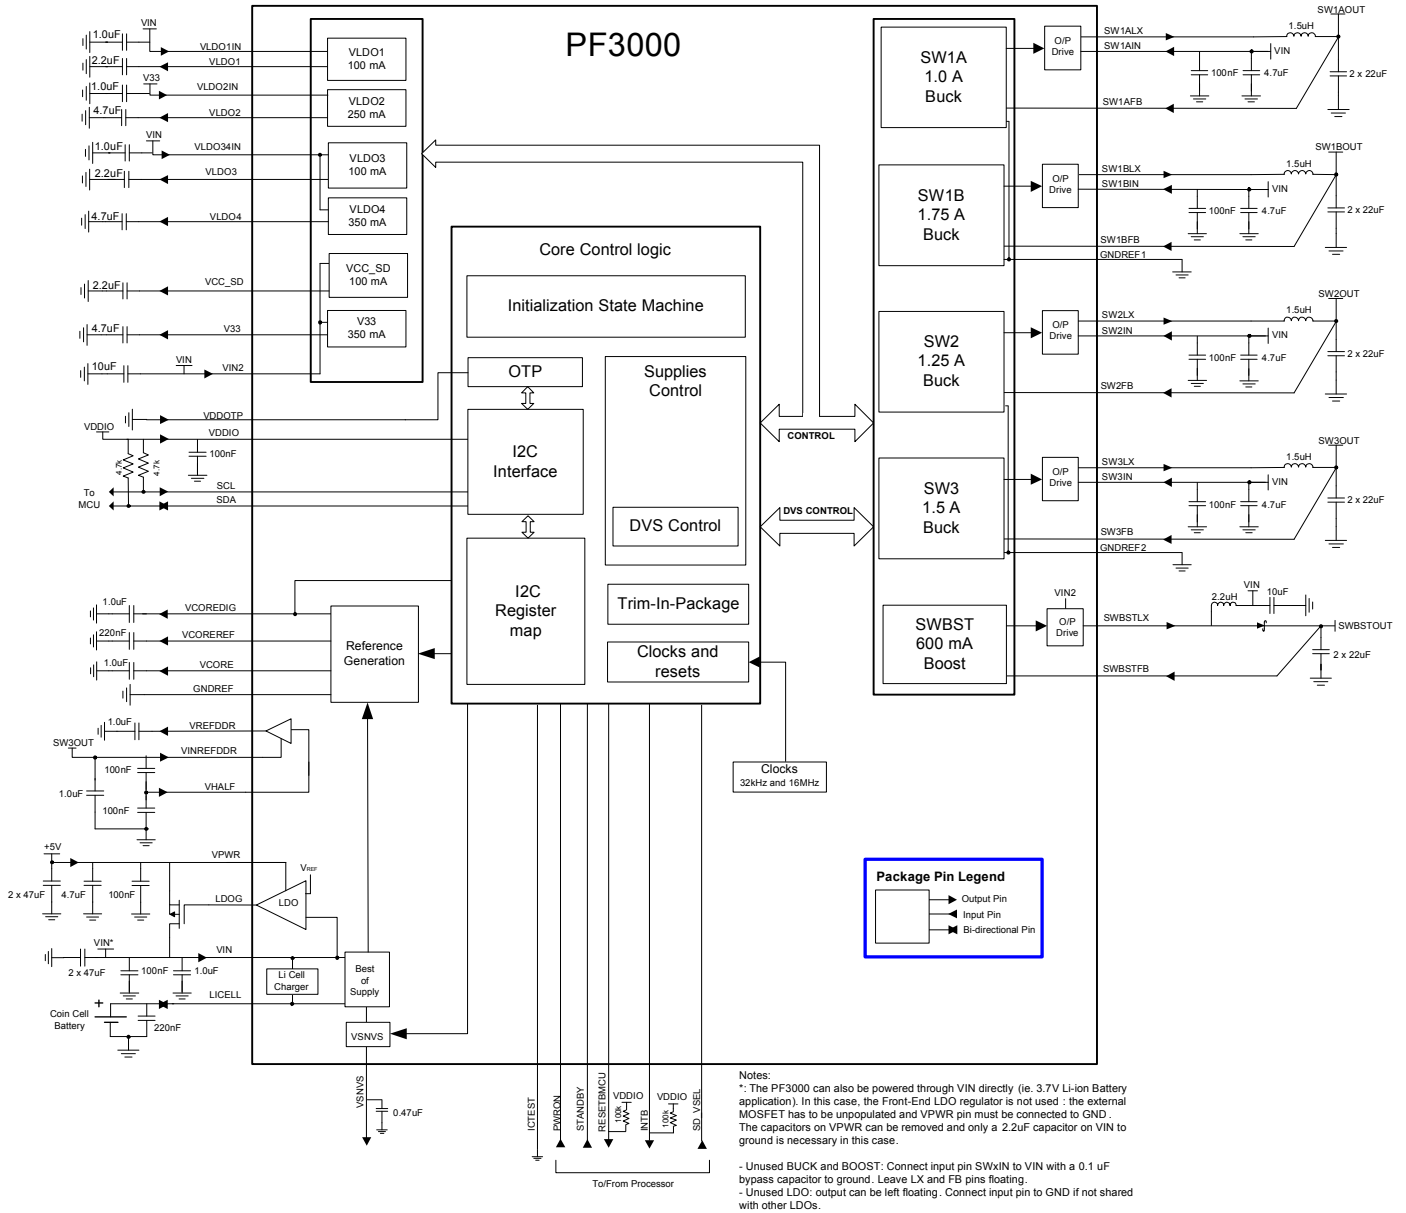 PF3000
VIN
1.0uF
VLDO1IN
2.2uF
VLDO1
VLDO1
100 mA
V33
1.0uF
VLDO2IN
4.7uF
VLDO2
VLDO2
250 mA
VIN
1.0uF
VLDO34IN
2.2uF
VLDO3
VLDO3
100 mA
4.7uF
VLDO4
VLDO4
350 mA
2.2uF
VCC_SD
VCC_SD
100 mA
4.7uF
V33
V33
350 mA
10uF
VIN
VIN2
VDDOTP
VDDIO
VDDIO
100nF
4.7k
4.7k
To
MCU
SCL
SDA
1.0uF
VCOREDIG
220nF
VCOREREF
1.0uF
VCORE
GNDREF
Reference
Generation
1.0uF
VREFDDR
SW3OUT
VINREFDDR
100nF
1.0uF
VHALF
100nF
+5V
VPWR
2 x 47uF
4.7uF
100nF
LDOG
LDO
VREF
VIN*
VIN
2 x 47uF
100nF
1.0uF
Li Cell
Charger
Best
of
Supply
LICELL
Coin Cell
Battery
+
220nF
VSNVS
VSNVS
0.47uF
Core Control logic
Initialization State Machine
OTP
I2C
Interface
I2C
Register
map
Supplies
Control
DVS Control
Trim-In-Package
Clocks and
resets
Clocks
32kHz and 16MHz
CONTROL
DVS CONTROL
ICTEST
PWRON
STANDBY
RESETBMCU
VDDIO
100k
INTB
VDDIO
100k
SD_VSEL
To/From Processor
SW1A
1.0 A
Buck
O/P
Drive
SW1ALX
SW1AIN
1.5uH
SW1AOUT
VIN
100nF
4.7uF
2 x 22uF
SW1AFB
SW1B
1.75 A
Buck
O/P
Drive
SW1BLX
SW1BIN
1.5uH
SW1BOUT
VIN
100nF
4.7uF
2 x 22uF
SW1BFB
GNDREF1
SW2
1.25 A
Buck
O/P
Drive
SW2LX
SW2IN
1.5uH
SW2OUT
VIN
100nF
4.7uF
2 x 22uF
SW2FB
SW3
1.5 A
Buck
O/P
Drive
SW3LX
SW3IN
1.5uH
SW3OUT
VIN
100nF
4.7uF
2 x 22uF
SW3FB
GNDREF2
SWBST
600 mA
Boost
VIN2
O/P
Drive
SWBSTLX
2.2uH
VIN
10uF
SWBSTOUT
2 x 22uF
SWBSTFB
Package Pin Legend
Output Pin
Input Pin
Bi-directional Pin
Notes:
*: The PF3000 can also be powered through VIN directly (ie. 3.7V Li-ion Battery
application). In this case, the Front-End LDO regulator is not used : the external
MOSFET has to be unpopulated and VPWR pin must be connected to GND.
The capacitors on VPWR can be removed and only a 2.2uF capacitor on VIN to
ground is necessary in this case.
- Unused BUCK and BOOST: Connect input pin SWxIN to VIN with a 0.1 uF
bypass capacitor to ground. Leave LX and FB pins floating.
- Unused LDO: output can be left floating. Connect input pin to GND if not shared
with other LDOs.